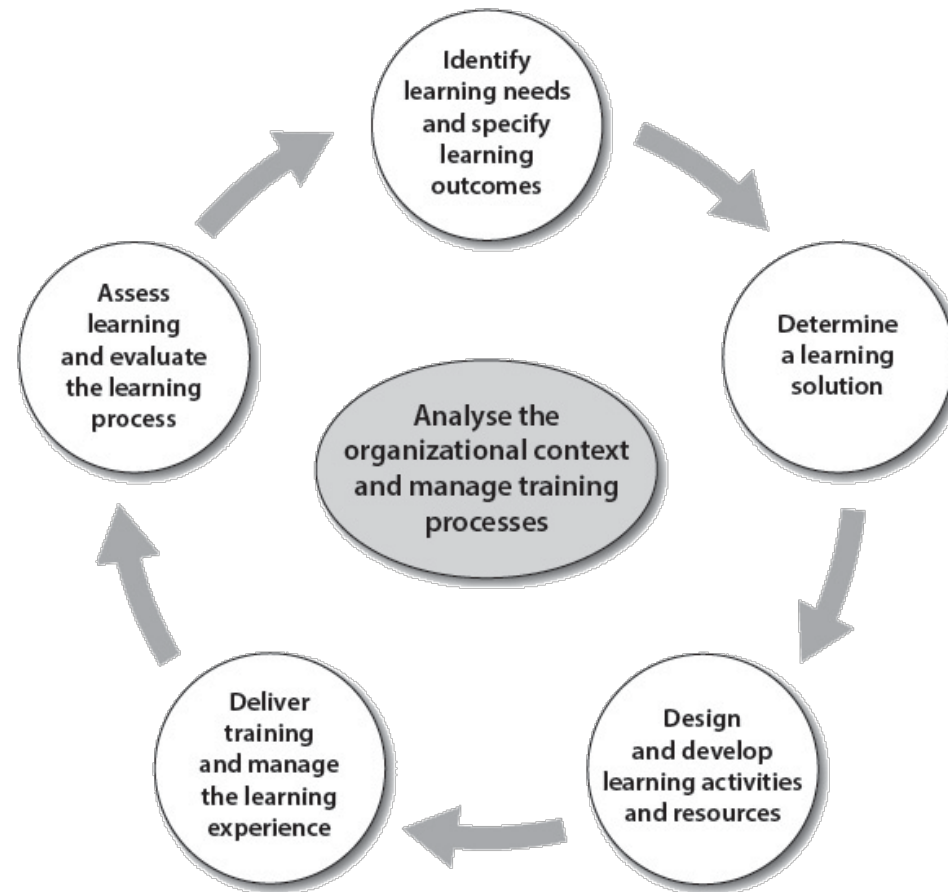 Identify
learning needs
and specify
learning
outcomes
Determine
a learning
solution
Design
and develop
learning activities
and resources
Deliver
training
and manage
the learning
experience
Assess
learning
and evaluate
the learning
process
Analyse the
organizational context
and manage training
processes